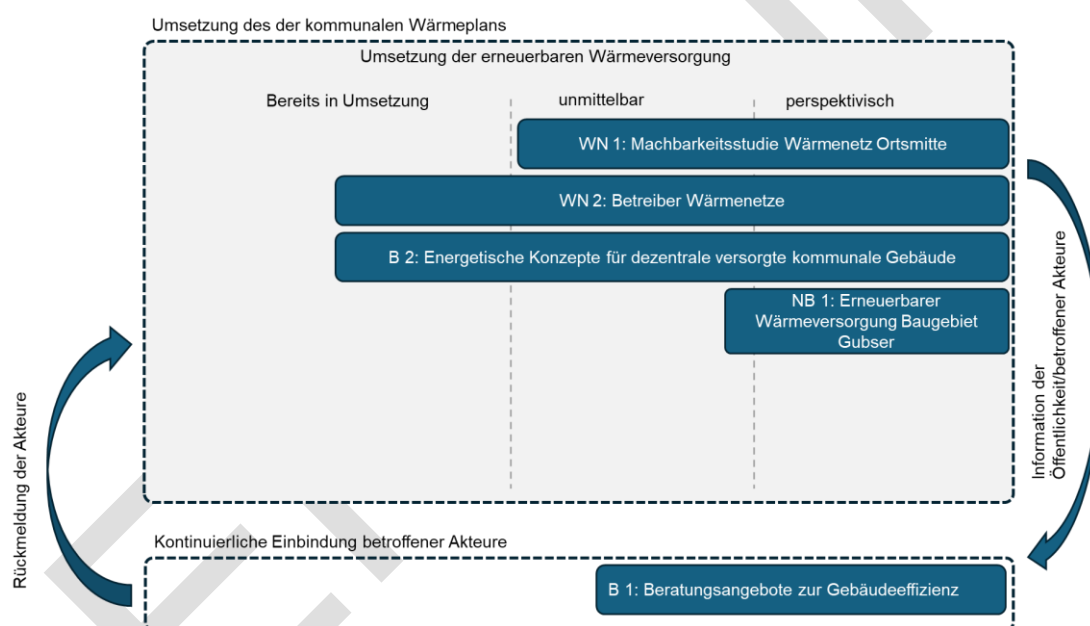 Umsetzung des der kommunalen Wärmeplans
Umsetzung der erneuerbaren Wärmeversorgung
Bereits in Umsetzung
unmittelbar
perspektivisch
WN 1: Machbarkeitsstudie Wärmenetz Ortsmitte
WN 2: Betreiber Wärmenetze
B 2: Energetische Konzepte für dezentrale versorgte kommunale Gebäude
NB 1: Erneuerbarer
Wärmeversorgung Baugebiet
Gubser
Information der
Öffentlichkeit/betroffener Akteure
Rückmeldung der Akteure
Kontinuierliche Einbindung betroffener Akteure
B 1: Beratungsangebote zur Gebäudeeffizienz